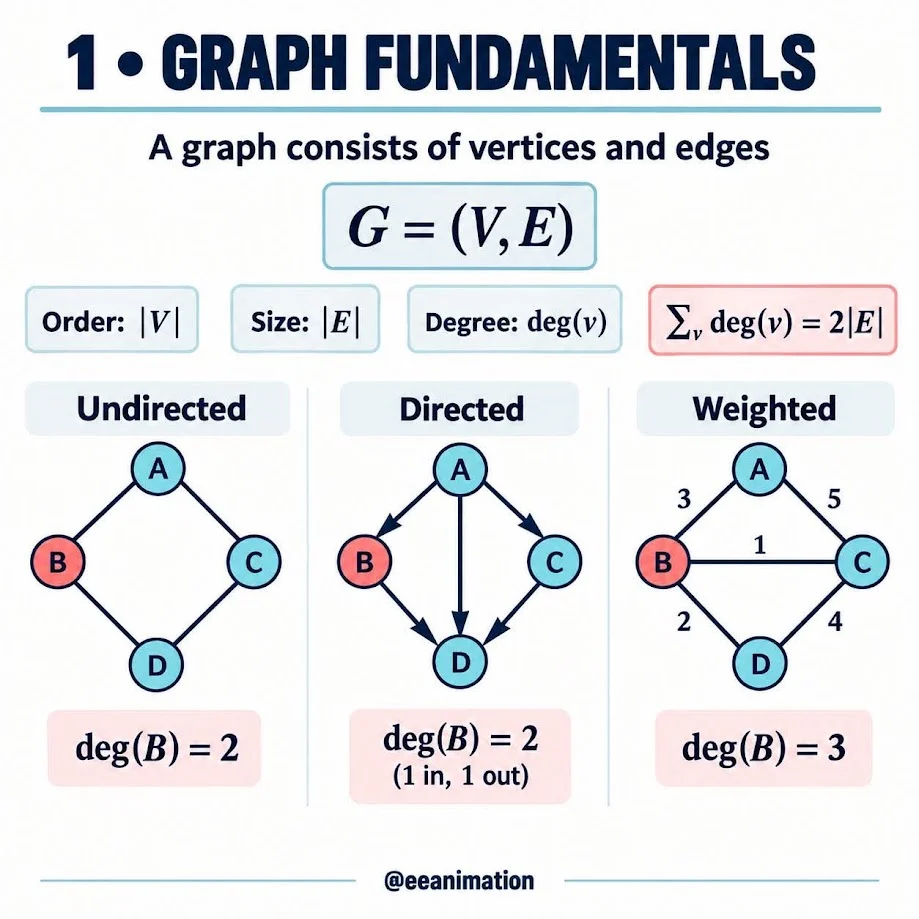 1 • GRAPH FUNDAMENTALS
A graph consists of vertices and edges
G = (V, E)
Order: |V|
Size: |E|
Degree: deg(v)
∑ᵥ deg(v) = 2|E|
Undirected
A
B
C
D
deg(B) = 2
Directed
A
B
C
D
deg(B) = 2
(1 in, 1 out)
Weighted
A
3
5
B
1
C
2
4
D
deg(B) = 3
@eeanimation